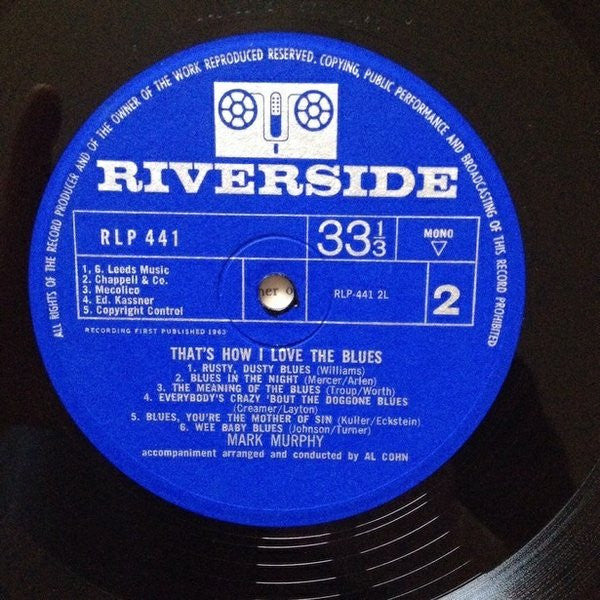 ALL RIGHTS OF THE RECORD PRODUCER AND OF THE OWNER OF THE WORK REPRODUCED RESERVED. COPYING, PUBLIC PERFORMANCE AND BROADCASTING OF THIS RECORD PROHIBITED
RIVERSIDE
RLP 441
33 1/3
MONO
1, 6. Leeds Music
2. Chappell & Co.
3. Mecolico
4. Ed. Kassner
5. Copyright Control
her o
RLP-441 2L
2
RECORDING FIRST PUBLISHED 1963
THAT'S HOW I LOVE THE BLUES
1. RUSTY, DUSTY BLUES (Williams)
2. BLUES IN THE NIGHT (Mercer/Arlen)
3. THE MEANING OF THE BLUES (Troup/Worth)
4. EVERYBODY'S CRAZY 'BOUT THE DOGGONE BLUES
(Creamer/Layton)
5. BLUES, YOU'RE THE MOTHER OF SIN (Kuller/Eckstein)
6. WEE BABY BLUES (Johnson/Turner)
MARK MURPHY
accompaniment arranged and conducted by AL COHN